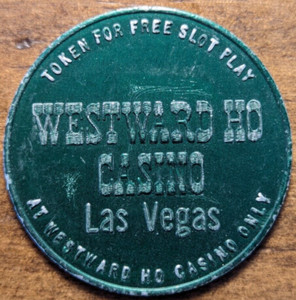 TOKEN FOR FREE SLOT PLAY
WESTWARD HO
CASINO
Las Vegas
AT WESTWARD HO CASINO ONLY